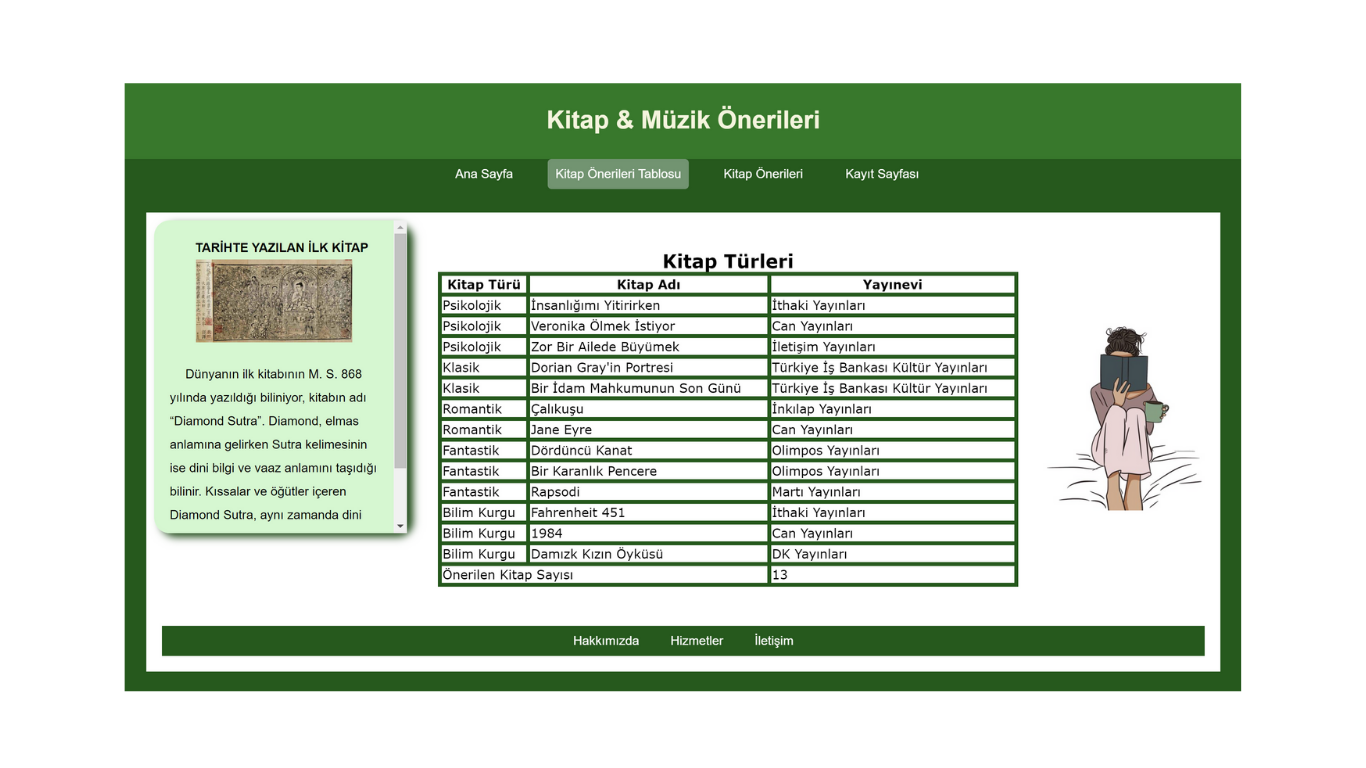 Kitap & Müzik Önerileri
Ana Sayfa Kitap Önerileri Tablosu Kitap Önerileri Kayıt Sayfası
TARİHTE YAZILAN İLK KİTAP
Dünyanın ilk kitabının M. S. 868
yılında yazıldığı biliniyor, kitabın adı
“Diamond Sutra”. Diamond, elmas
anlamına gelirken Sutra kelimesinin
ise dini bilgi ve vaaz anlamını taşıdığı
bilinir. Kıssalar ve öğütler içeren
Diamond Sutra, aynı zamanda dini
Kitap Türleri
Kitap Türü Kitap Adı Yayınevi
Psikolojik İnsanlığımı Yitirirken İthaki Yayınları
Psikolojik Veronika Ölmek İstiyor Can Yayınları
Psikolojik Zor Bir Ailede Büyümek İletişim Yayınları
Klasik Dorian Gray'in Portresi Türkiye İş Bankası Kültür Yayınları
Klasik Bir İdam Mahkumunun Son Günü Türkiye İş Bankası Kültür Yayınları
Romantik Çalıkuşu İnkılap Yayınları
Romantik Jane Eyre Can Yayınları
Fantastik Dördüncü Kanat Olimpos Yayınları
Fantastik Bir Karanlık Pencere Olimpos Yayınları
Fantastik Rapsodi Martı Yayınları
Bilim Kurgu Fahrenheit 451 İthaki Yayınları
Bilim Kurgu 1984 Can Yayınları
Bilim Kurgu Damızk Kızın Öyküsü DK Yayınları
Önerilen Kitap Sayısı 13
Hakkımızda Hizmetler İletişim